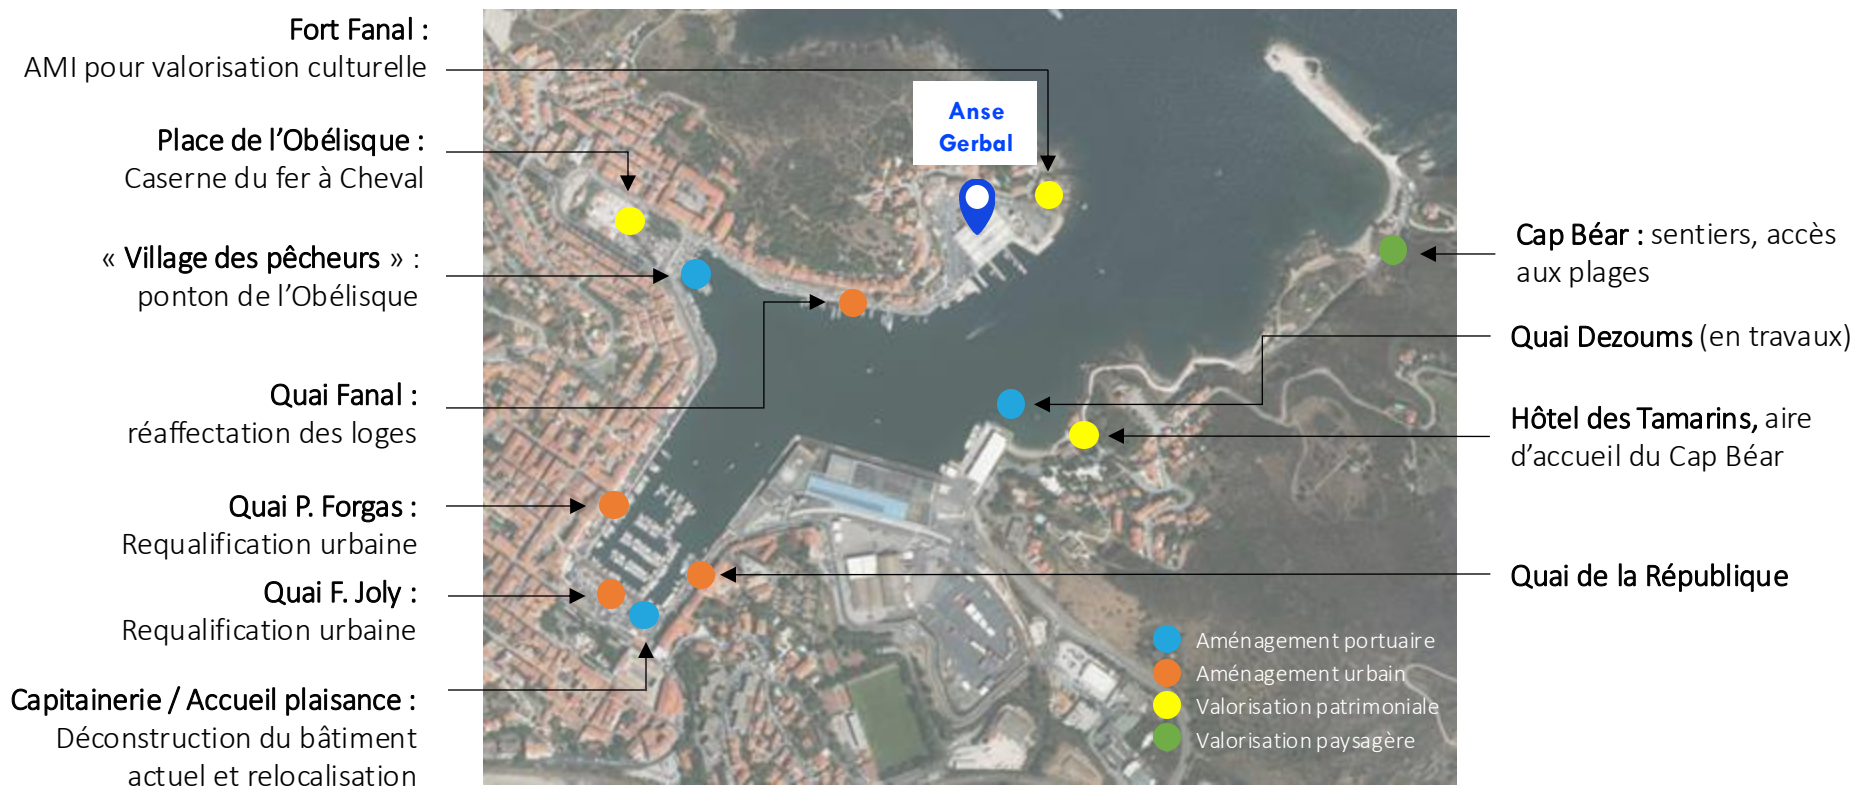 Fort Fanal :
AMI pour valorisation culturelle
Place de l’Obélisque :
Caserne du fer à Cheval
« Village des pêcheurs » :
ponton de l’Obélisque
Quai Fanal :
réaffectation des loges
Quai P. Forgas :
Requalification urbaine
Quai F. Joly :
Requalification urbaine
Capitainerie / Accueil plaisance :
Déconstruction du bâtiment
actuel et relocalisation
Anse
Gerbal
Cap Béar : sentiers, accès
aux plages
Quai Dezoums (en travaux)
Hôtel des Tamarins, aire
d’accueil du Cap Béar
Quai de la République
Aménagement portuaire
Aménagement urbain
Valorisation patrimoniale
Valorisation paysagère